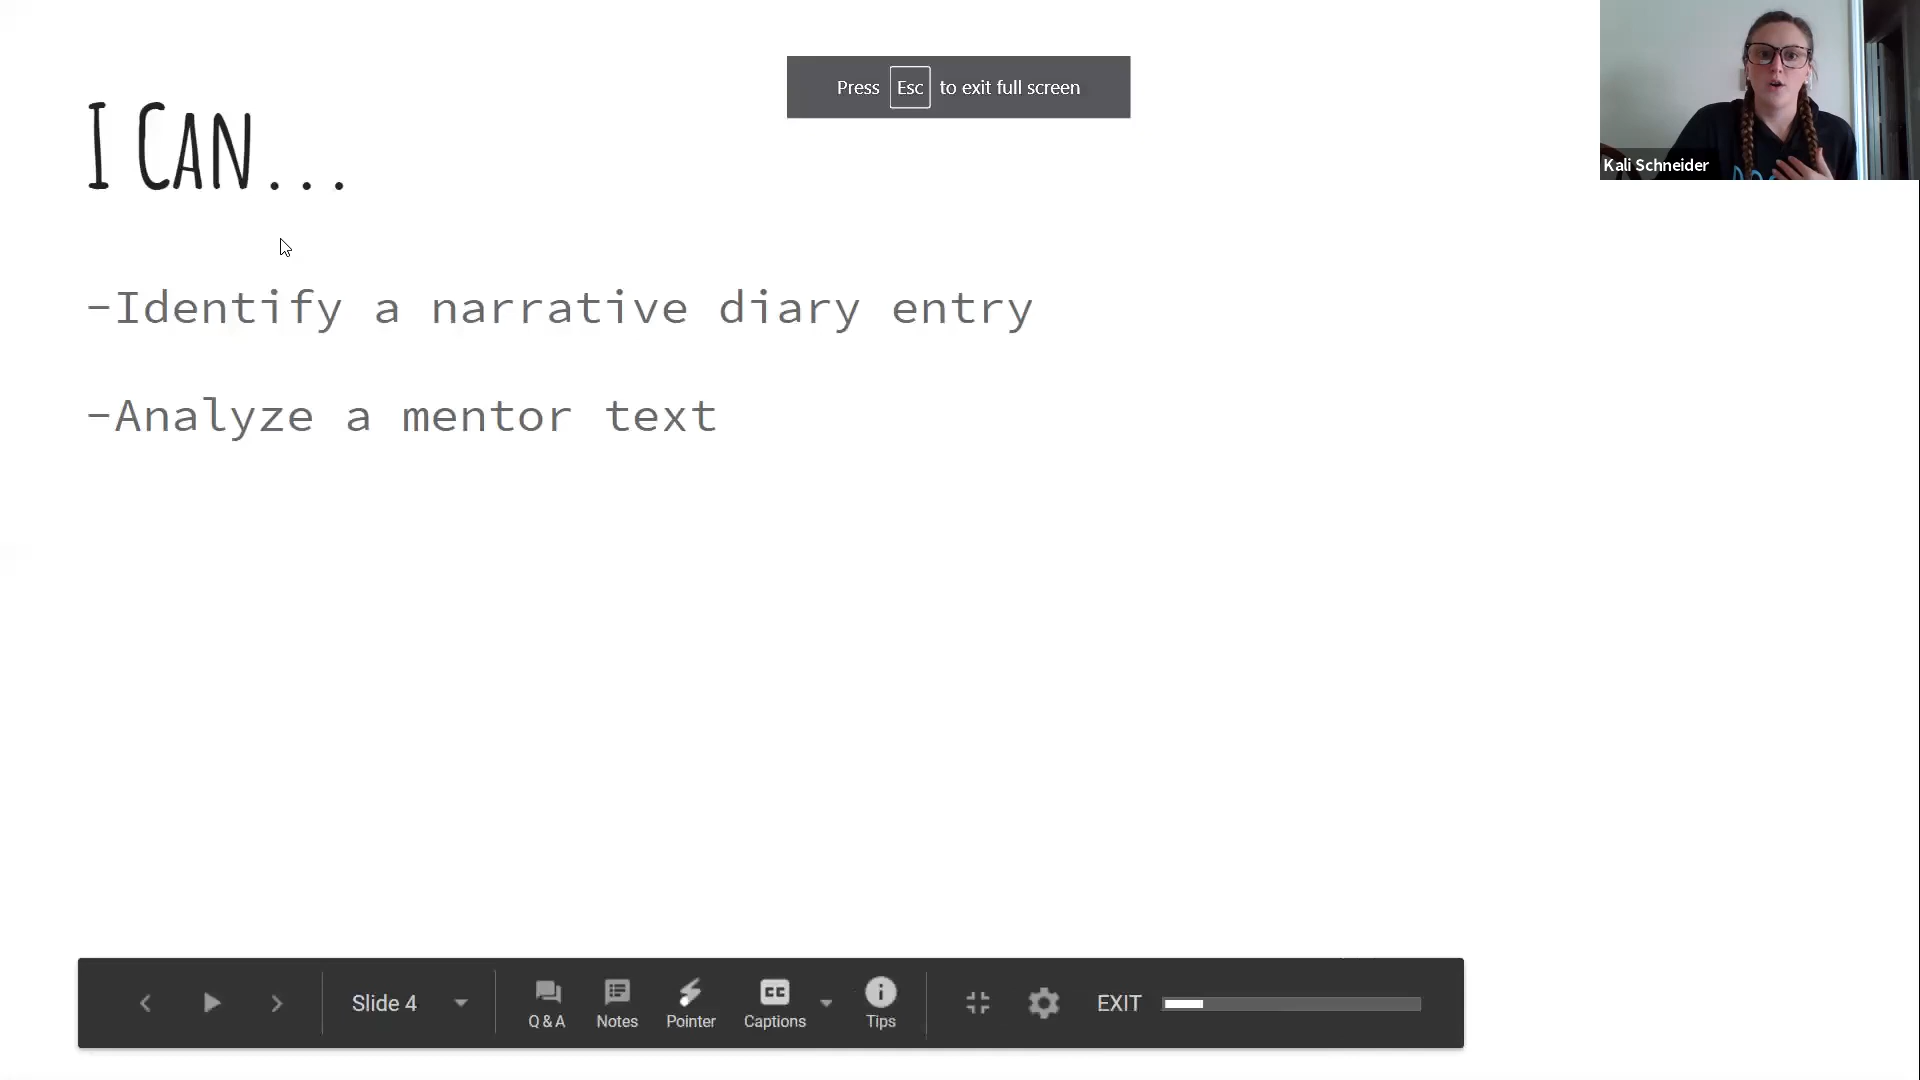 I CAN...
Press Esc to exit full screen
Kali Schneider
-Identify a narrative diary entry
-Analyze a mentor text
Slide 4
Q & A
Notes
Pointer
CC
Captions
Tips
EXIT